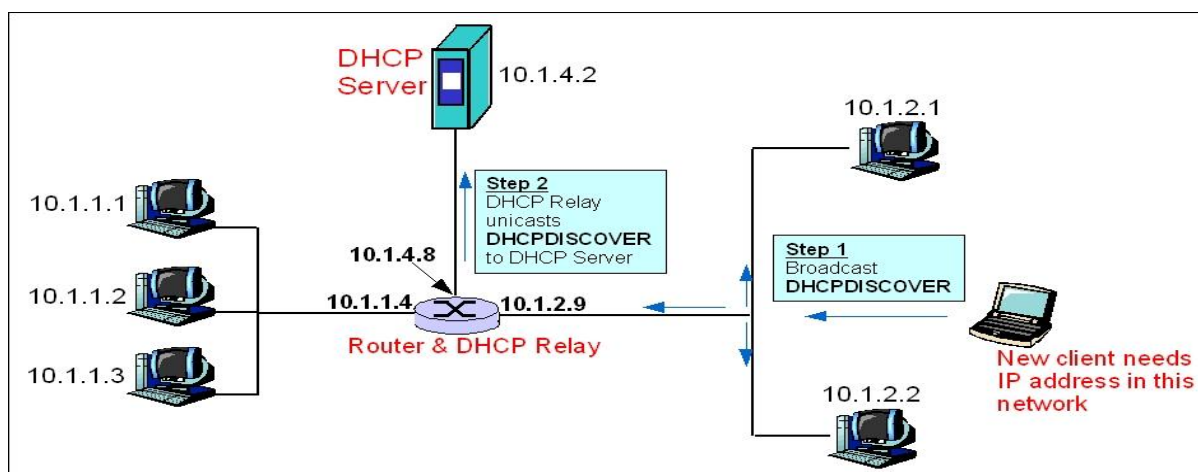 DHCP
Server
10.1.4.2
10.1.2.1
Step 2
DHCP Relay
unicasts
DHCPDISCOVER
to DHCP Server
Step 1
Broadcast
DHCPDISCOVER
10.1.1.1
10.1.1.2
10.1.1.3
10.1.4.8
10.1.1.4
10.1.2.9
Router & DHCP Relay
New client needs
IP address in this
network
10.1.2.2